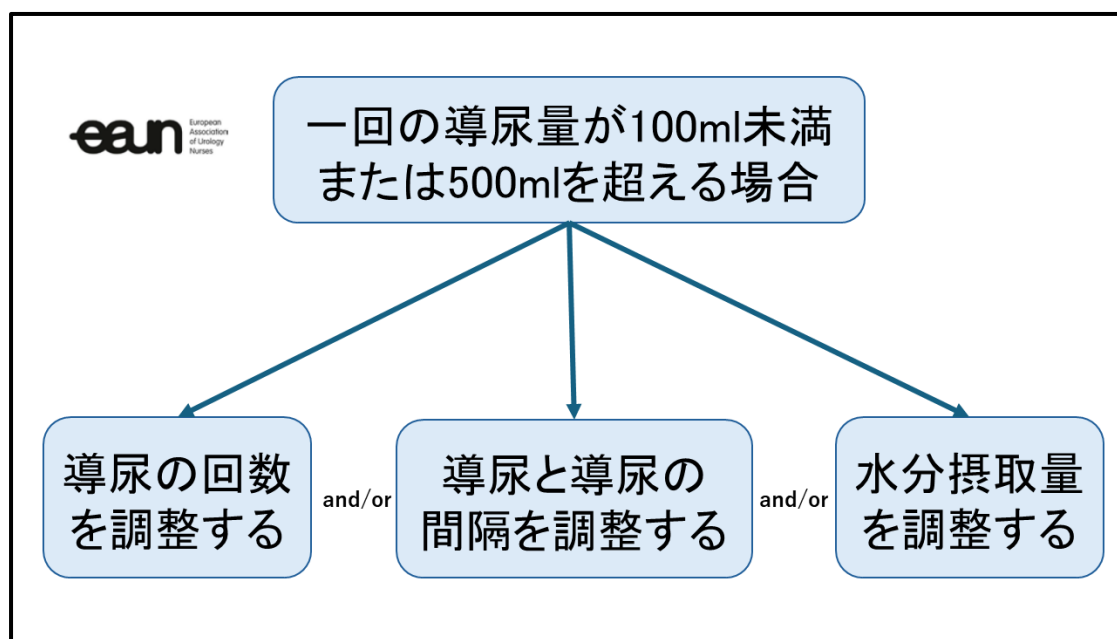 eaun
European
Association
of Urology
Nurses
一回の導尿量が100ml未満
または500mlを超える場合
導尿の回数
を調整する
and/or
導尿と導尿の
間隔を調整する
and/or
水分摂取量
を調整する